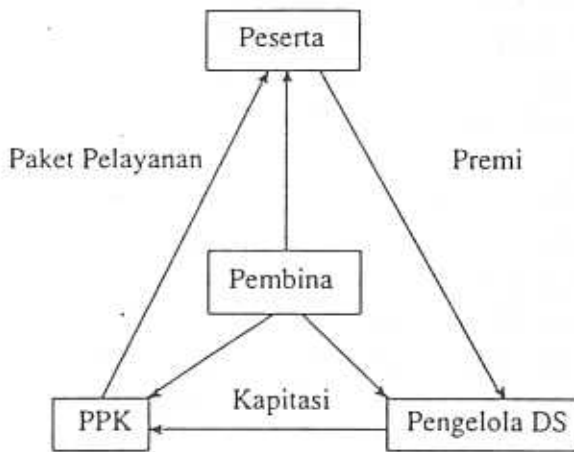 Peserta
Paket Pelayanan
Premi
Pembina
Kapitasi
PPK
Pengelola DS